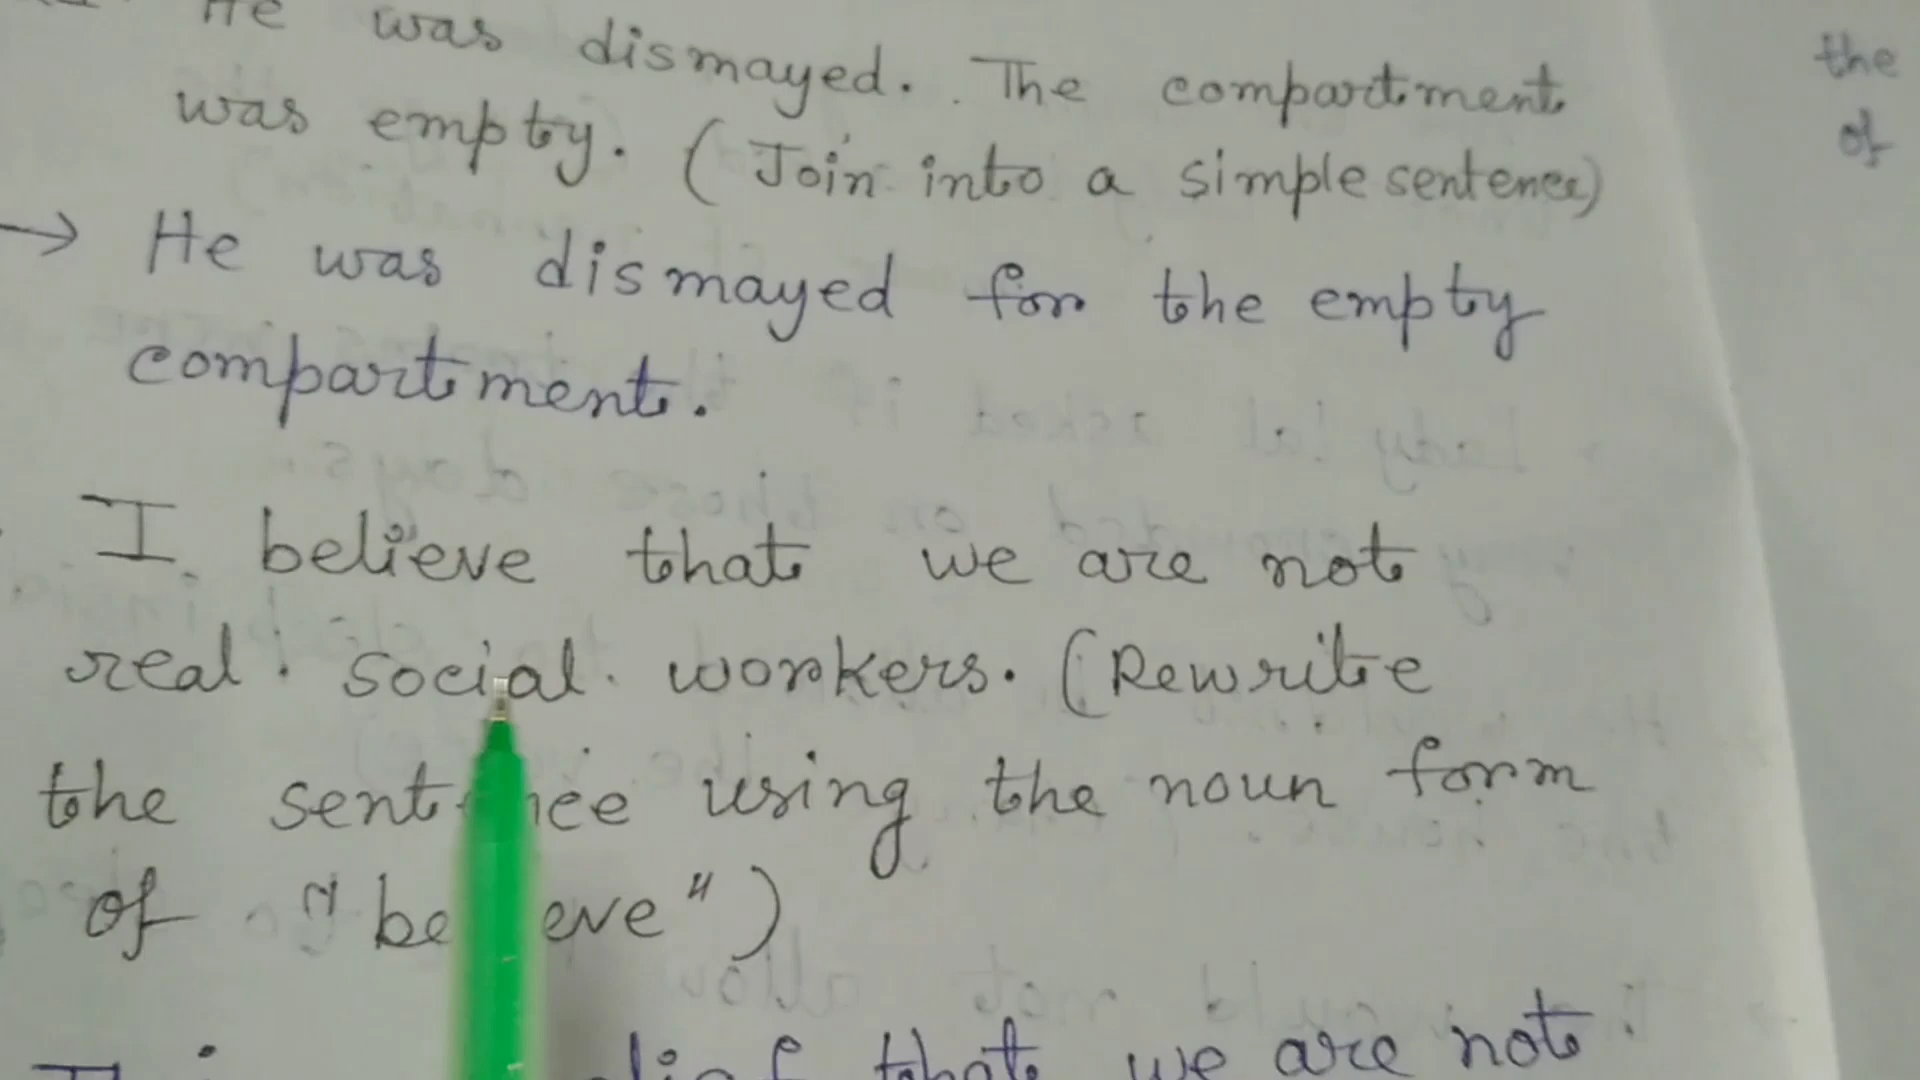 He was dismayed. The compartment
was empty. (Join into a simple sentence)
→ He was dismayed for the empty
compartment.
I believe that we are not
real social workers. (Rewrite
the sentence using the noun form
of "believe")
that we are not
the
of